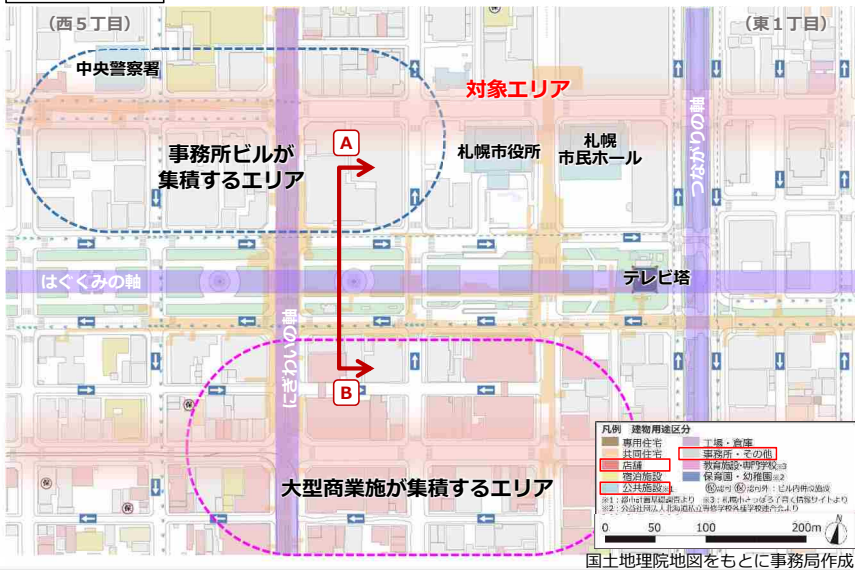 （西５丁目）
（東１丁目）
中央警察署
対象エリア
つながりの軸
事務所ビルが
集積するエリア
A
札幌市役所
札幌
市民ホール
はぐくみの軸
テレビ塔
にぎわいの軸
B
大型商業施が集積するエリア
凡例　建物用途区分
専用住宅
工場・倉庫
共同住宅
事務所・その他
店舗
教育施設・専門学校※3
宿泊施設
保育園・幼稚園※2
公共施設※1
0 50 100 200m
N
国土地理院地図をもとに事務局作成